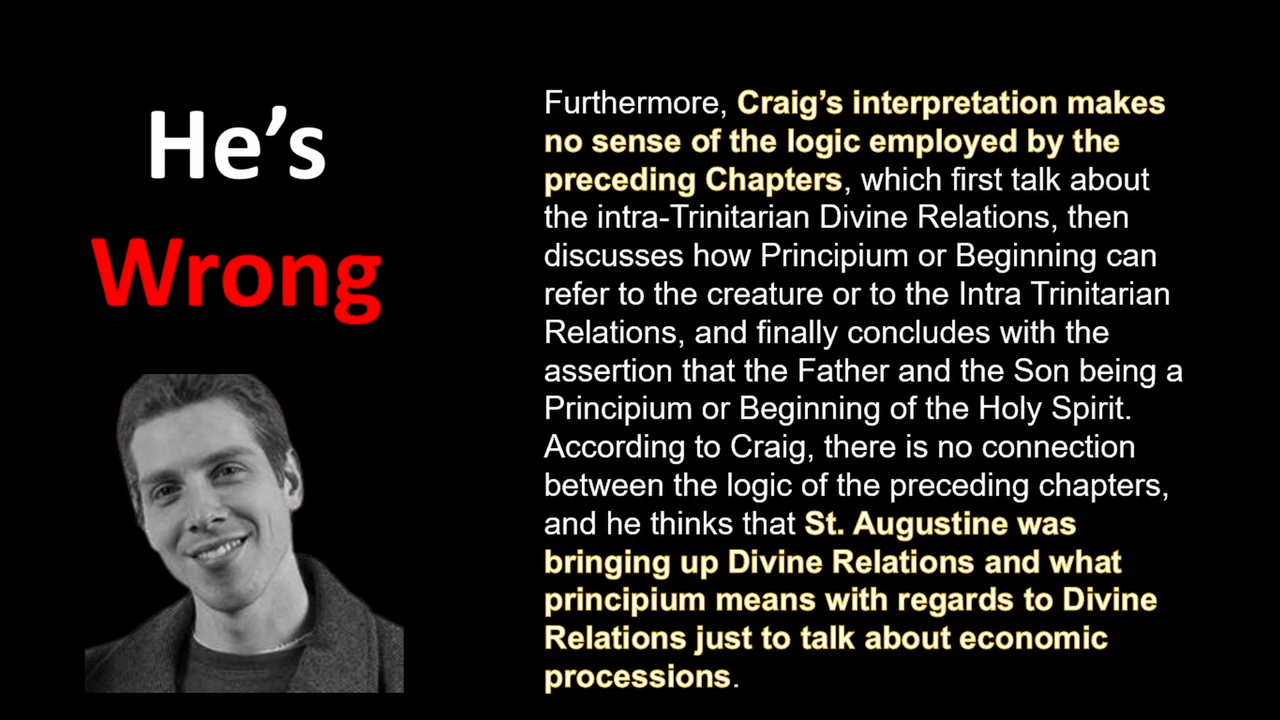 He's
Wrong
Furthermore, Craig's interpretation makes
no sense of the logic employed by the
preceding Chapters, which first talk about
the intra-Trinitarian Divine Relations, then
discusses how Principium or Beginning can
refer to the creature or to the Intra Trinitarian
Relations, and finally concludes with the
assertion that the Father and the Son being a
Principium or Beginning of the Holy Spirit.
According to Craig, there is no connection
between the logic of the preceding chapters,
and he thinks that St. Augustine was
bringing up Divine Relations and what
principium means with regards to Divine
Relations just to talk about economic
processions.